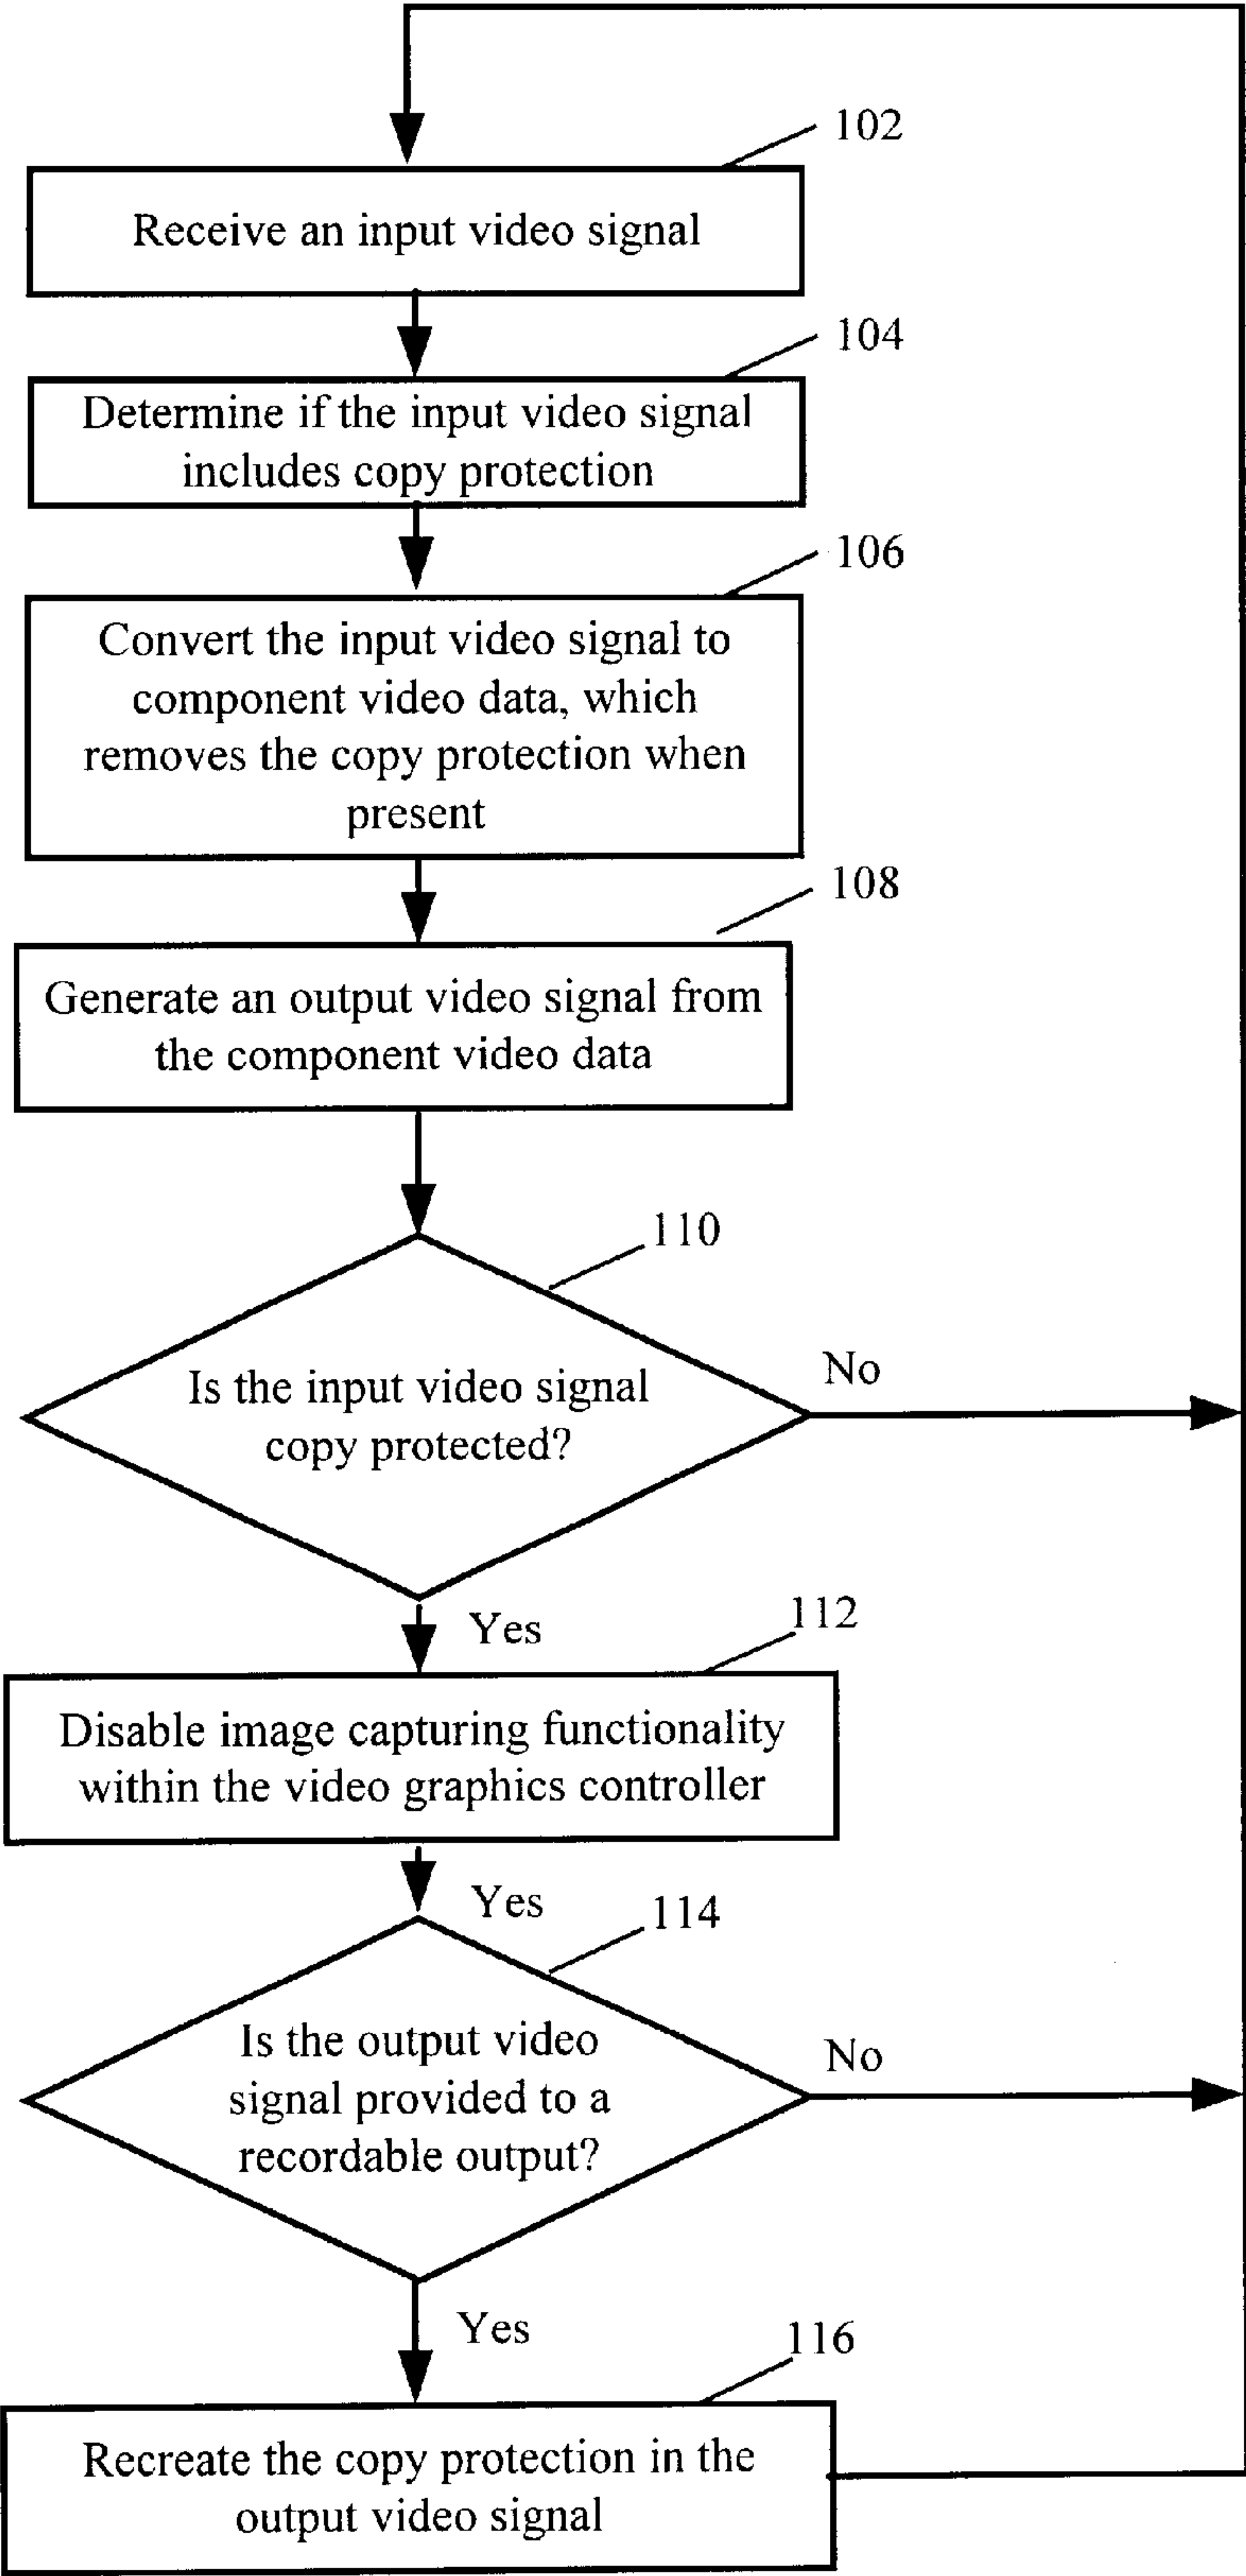 102
Receive an input video signal
104
Determine if the input video signal
includes copy protection
106
Convert the input video signal to
component video data, which
removes the copy protection when
present
108
Generate an output video signal from
the component video data
110
Is the input video signal
copy protected?
No
Yes
112
Disable image capturing functionality
within the video graphics controller
Yes
114
Is the output video
signal provided to a
recordable output?
No
Yes
116
Recreate the copy protection in the
output video signal